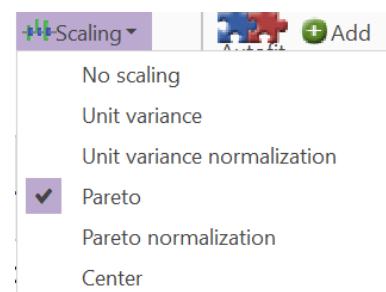 Scaling
Autofit
Add
No scaling
Unit variance
Unit variance normalization
Pareto
Pareto normalization
Center